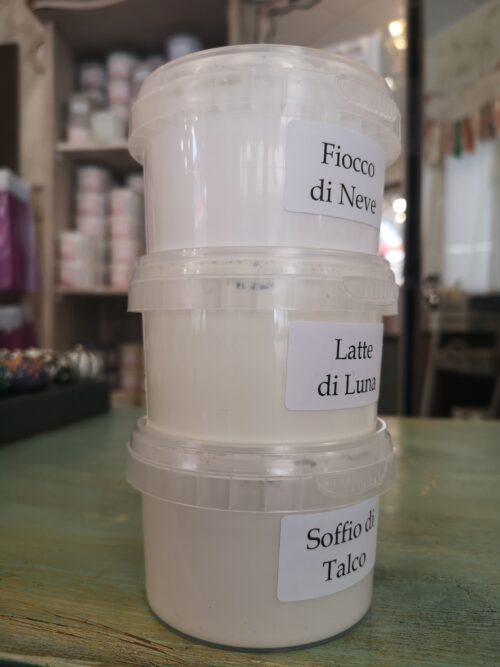 Fiocco
di Neve
Latte
di Luna
Soffio di
Talco